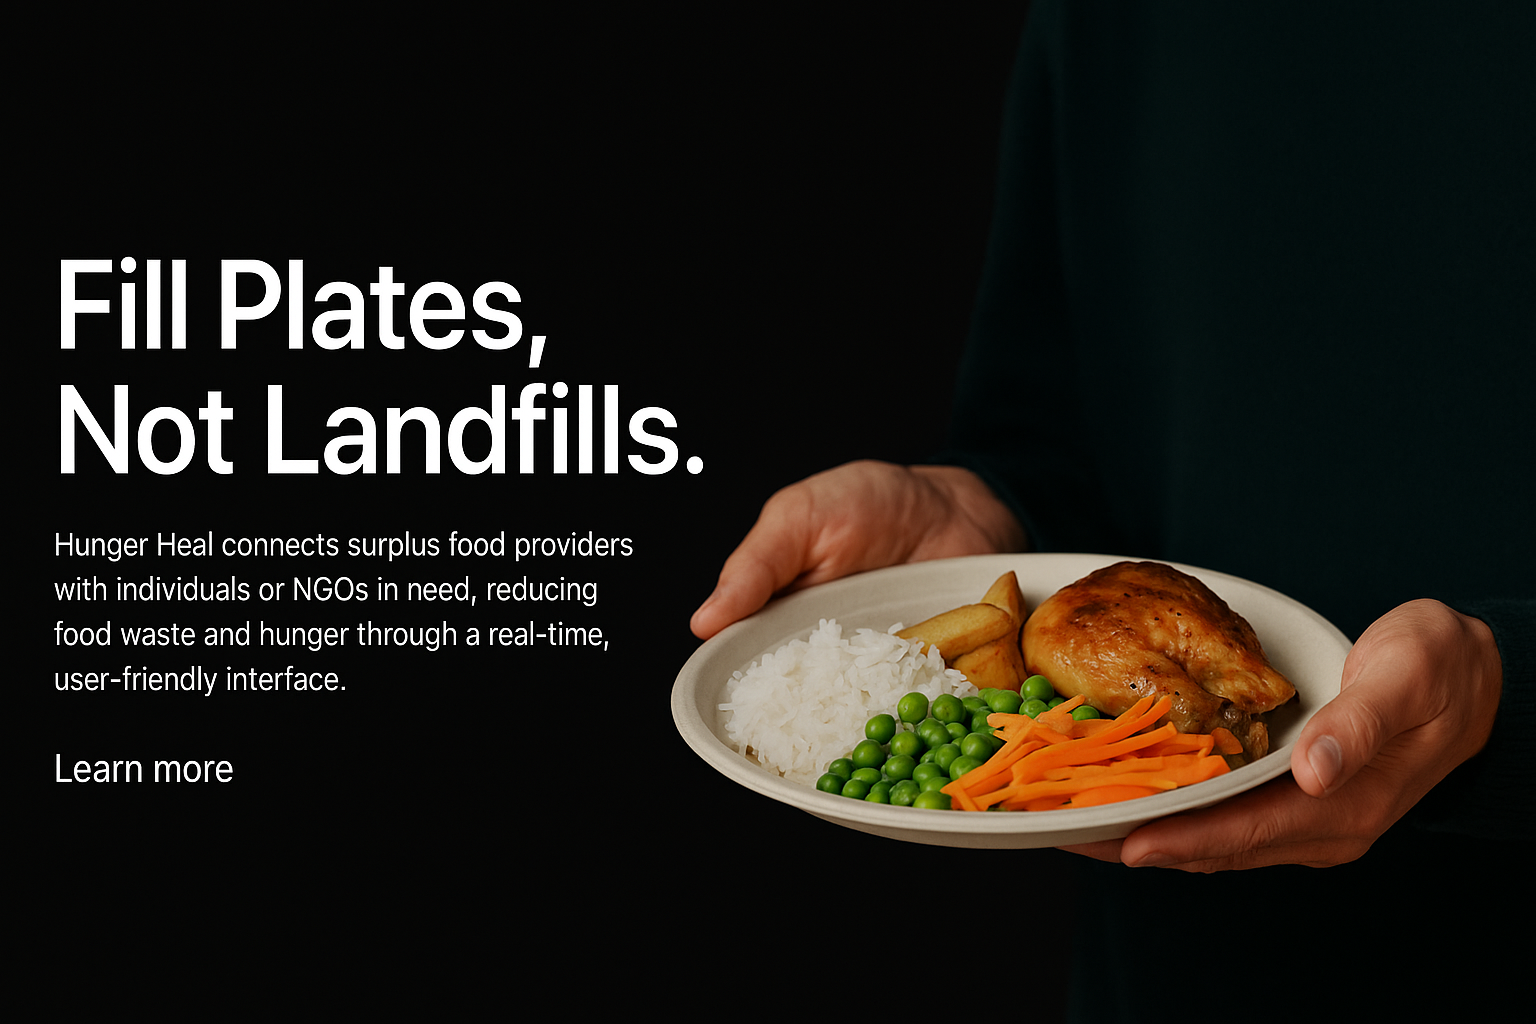 Fill Plates,
Not Landfills.
Hunger Heal connects surplus food providers
with individuals or NGOs in need, reducing
food waste and hunger through a real-time,
user-friendly interface.
Learn more